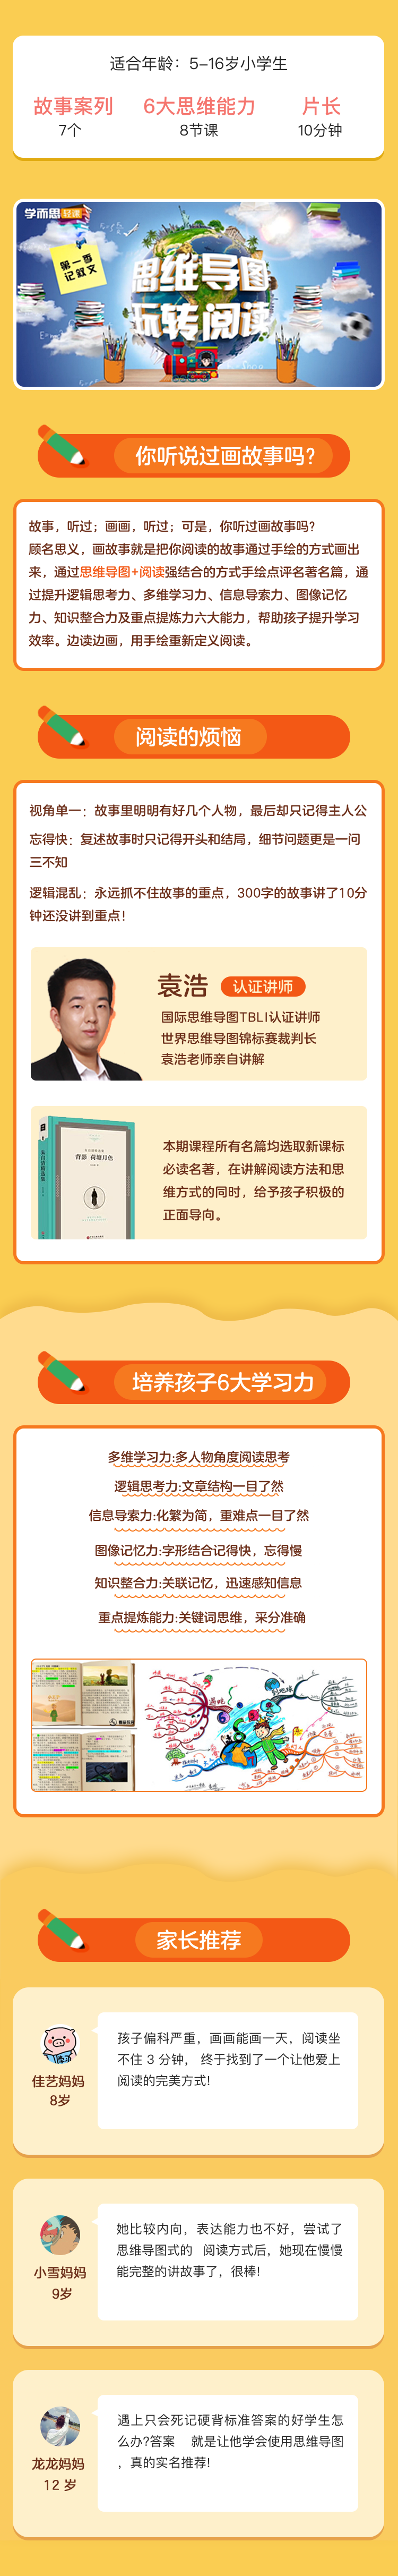 适合年龄：5-16岁小学生
故事案列 6大思维能力 片长
7个 8节课 10分钟
学而思轻课
第一季
记叙文
思维导图
玩转阅读
你听说过画故事吗？
故事，听过；画画，听过；可是，你听过画故事吗？
顾名思义，画故事就是把你阅读的故事通过手绘的方式画出
来，通过思维导图+阅读强结合的方式手绘点评名著名篇，通
过提升逻辑思考力、多维学习力、信息导索力、图像记忆
力、知识整合力及重点提炼力六大能力，帮助孩子提升学习
效率。边读边画，用手绘重新定义阅读。
阅读的烦恼
视角单一：故事里明明有好几个人物，最后却只记得主人公
忘得快：复述故事时只记得开头和结局，细节问题更是一问
三不知
逻辑混乱：永远抓不住故事的重点，300字的故事讲了10分
钟还没讲到重点！
袁浩 认证讲师
国际思维导图TBLI认证讲师
世界思维导图锦标赛裁判长
袁浩老师亲自讲解
背影 荷塘月色
本期课程所有名篇均选取新课标
必读名著，在讲解阅读方法和思
维方式的同时，给予孩子积极的
正面导向。
培养孩子6大学习力
多维学习力:多人物角度阅读思考
逻辑思考力:文章结构一目了然
信息导索力:化繁为简，重难点一目了然
图像记忆力:字形结合记得快，忘得慢
知识整合力:关联记忆，迅速感知信息
重点提炼能力:关键词思维，采分准确
家长推荐
孩子偏科严重，画画能画一天，阅读坐
不住 3 分钟， 终于找到了一个让他爱上
阅读的完美方式!
佳艺妈妈
8岁
她比较内向，表达能力也不好，尝试了
思维导图式的 阅读方式后，她现在慢慢
能完整的讲故事了，很棒!
小雪妈妈
9岁
遇上只会死记硬背标准答案的好学生怎
么办?答案 就是让他学会使用思维导图
，真的实名推荐!
龙龙妈妈
12 岁